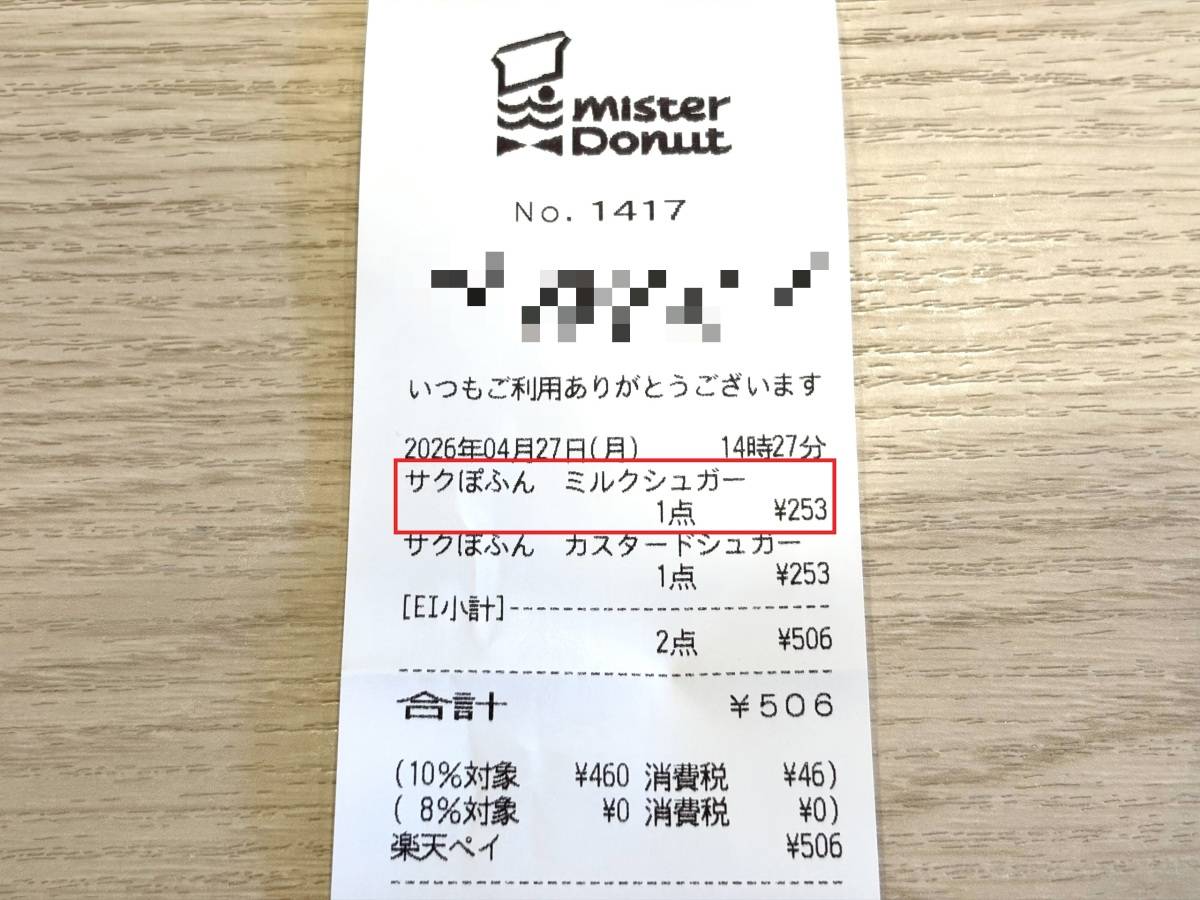 mister
Donut
No. 1417
いつもご利用ありがとうございます
2026年04月27日(月) 14時27分
サクぽふん ミルクシュガー
1点 ¥253
サクぽふん カスタードシュガー
1点 ¥253
[EI小計]
2点 ¥506
合計 ¥506
(10%対象 ¥460 消費税 ¥46)
( 8%対象 ¥0 消費税 ¥0)
楽天ペイ ¥506